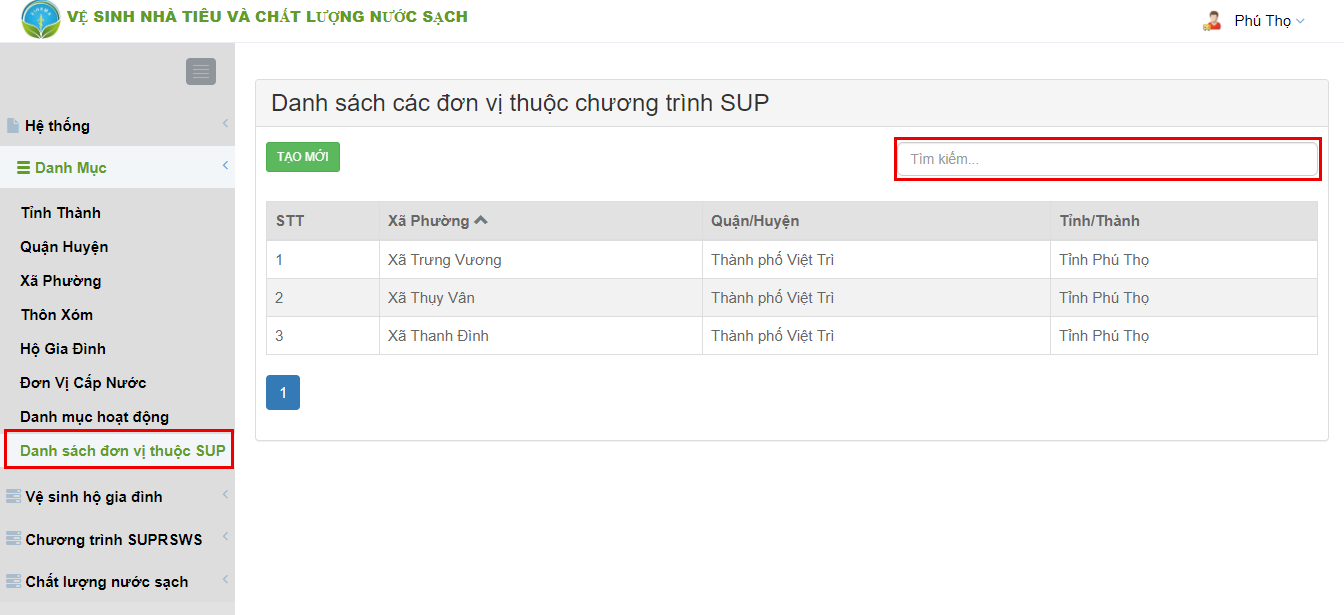 VỆ SINH NHÀ TIÊU VÀ CHẤT LƯỢNG NƯỚC SẠCH
Phú Thọ
Hệ thống
Danh Mục
Tỉnh Thành
Quận Huyện
Xã Phường
Thôn Xóm
Hộ Gia Đình
Đơn Vị Cấp Nước
Danh mục hoạt động
Danh sách đơn vị thuộc SUP
Vệ sinh hộ gia đình
Chương trình SUPRSWS
Chất lượng nước sạch
Danh sách các đơn vị thuộc chương trình SUP
TẠO MỚI
Tìm kiếm...
STT Xã Phường Quận/Huyện Tỉnh/Thành
1 Xã Trưng Vương Thành phố Việt Trì Tỉnh Phú Thọ
2 Xã Thụy Vân Thành phố Việt Trì Tỉnh Phú Thọ
3 Xã Thanh Đình Thành phố Việt Trì Tỉnh Phú Thọ
1